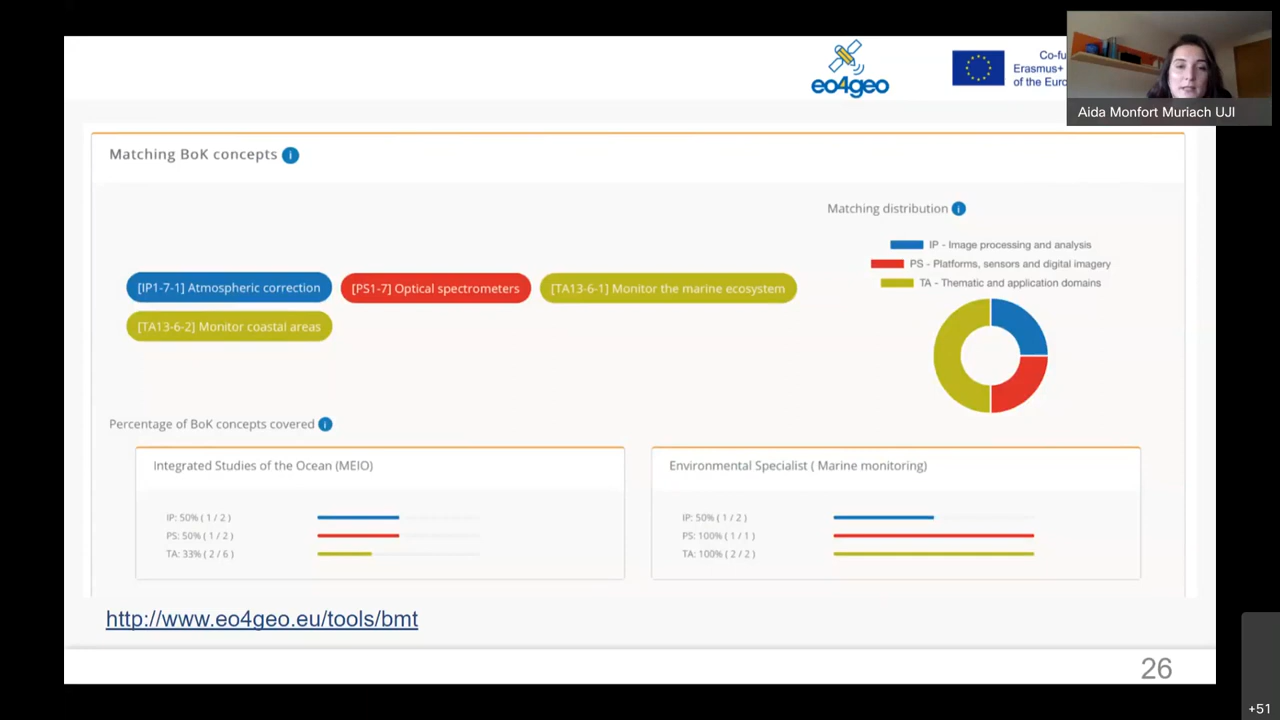 eo4geo
Co-fu
Erasmus+
of the Euro
Aida Monfort Muriach UJI
Matching BoK concepts i
Matching distribution i
IP - Image processing and analysis
PS - Platforms, sensors and digital imagery
TA - Thematic and application domains
[IP1-7-1] Atmospheric correction
[PS1-7] Optical spectrometers
[TA13-6-1] Monitor the marine ecosystem
[TA13-6-2] Monitor coastal areas
Percentage of BoK concepts covered i
Integrated Studies of the Ocean (MEIO)
IP: 50% ( 1 / 2 )
PS: 50% ( 1 / 2 )
TA: 33% ( 2 / 6 )
Environmental Specialist ( Marine monitoring)
IP: 50% ( 1 / 2 )
PS: 100% ( 1 / 1 )
TA: 100% ( 2 / 2 )
http://www.eo4geo.eu/tools/bmt
26
+51